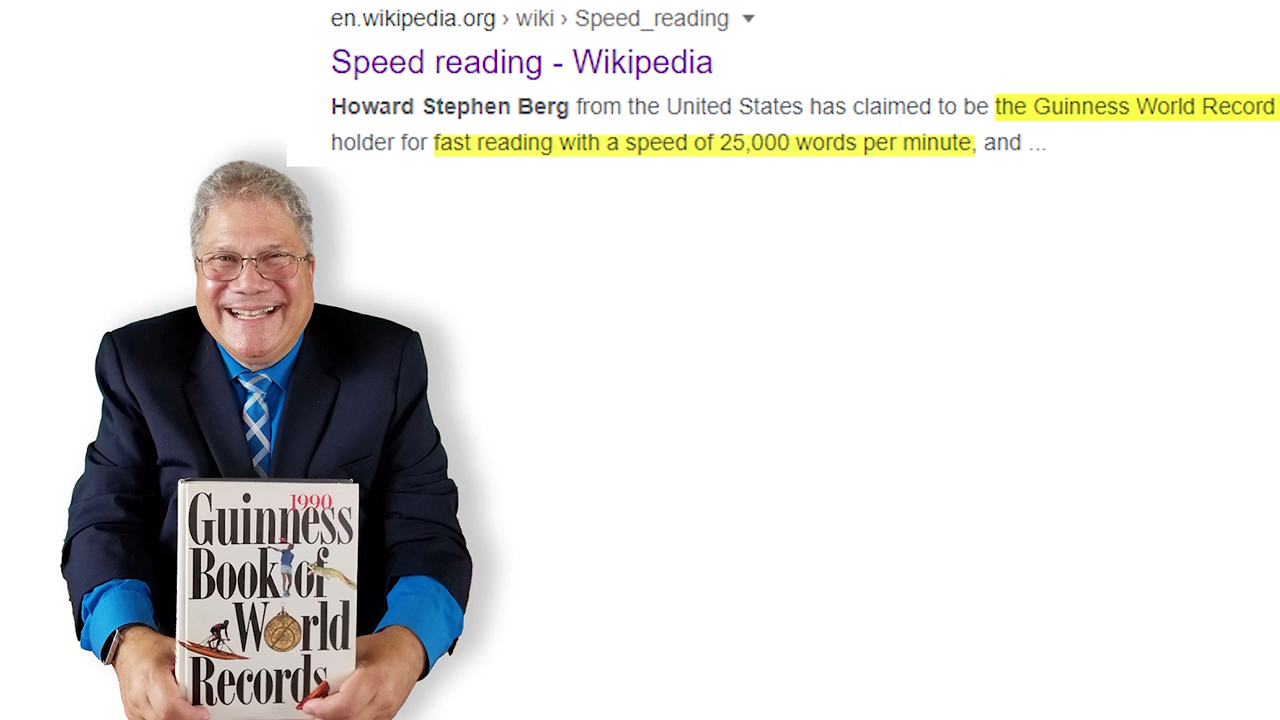 en.wikipedia.org › wiki › Speed_reading
Speed reading - Wikipedia
Howard Stephen Berg from the United States has claimed to be the Guinness World Record
holder for fast reading with a speed of 25,000 words per minute, and ...
1990
Guinness
Book of
World
Records